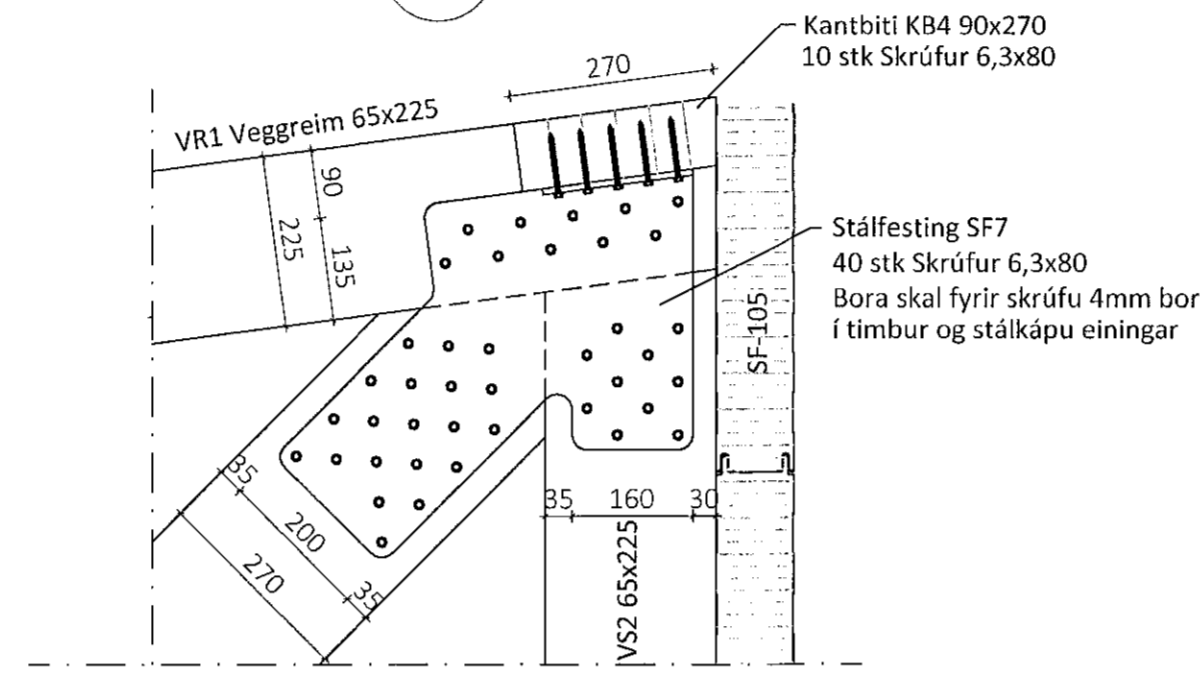 Kantbiti KB4 90x270
10 stk Skrúfur 6,3x80
270
VR1 Veggreim 65x225
90
225
135
Stálfesting SF7
40 stk Skrúfur 6,3x80
Bora skal fyrir skrúfu 4mm bor
í timbur og stálkápu einingar
SF-105
35
200
270
35
35
160
30
VS2 65x225